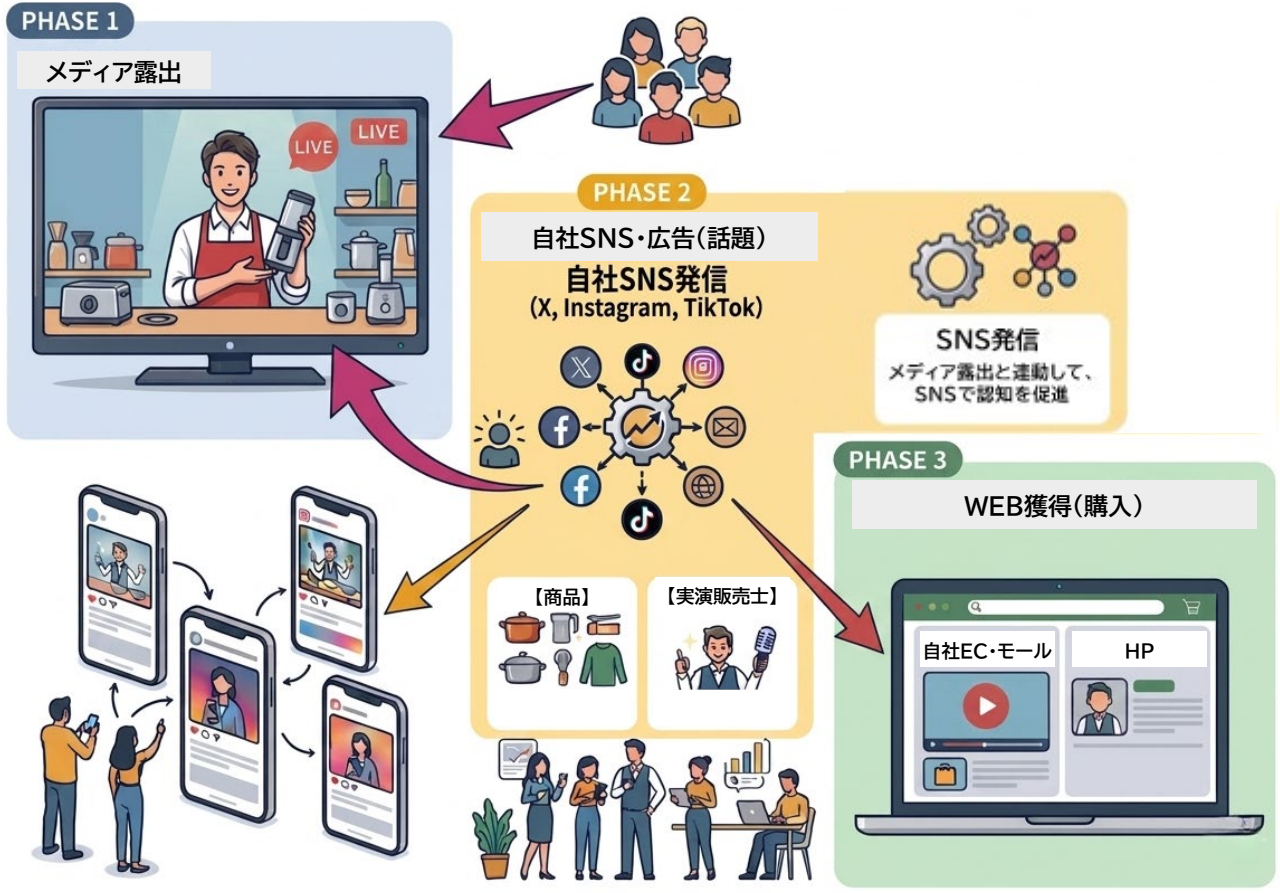 PHASE 1
メディア露出
LIVE
LIVE
PHASE 2
自社SNS・広告(話題)
自社SNS発信
(X, Instagram, TikTok)
SNS発信
メディア露出と連動して、
SNSで認知を促進
【商品】
【実演販売士】
PHASE 3
WEB獲得(購入)
自社EC・モール
HP